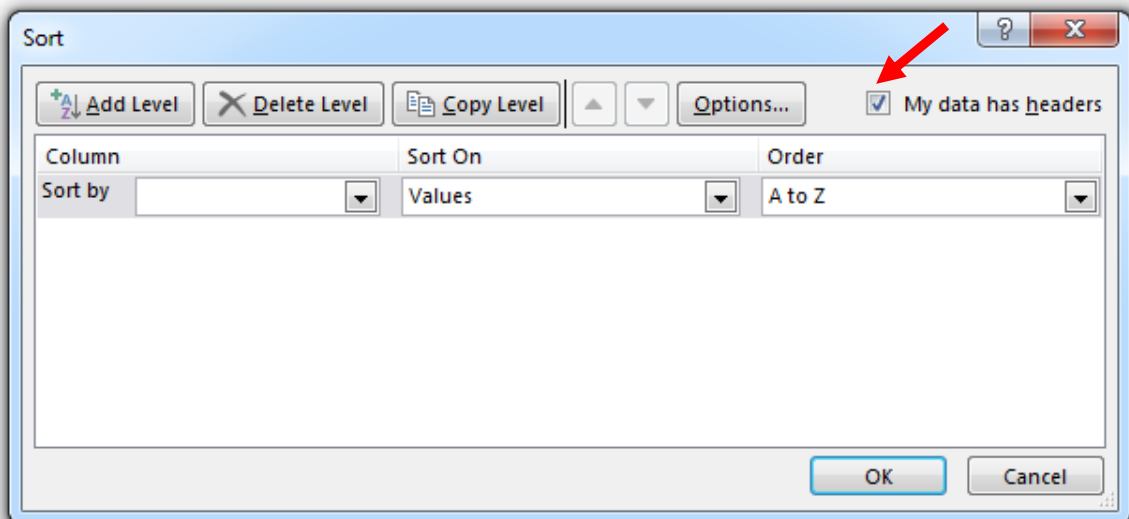 Sort
Add Level Delete Level Copy Level Options... My data has headers
Column Sort On Order
Sort by Values A to Z
OK Cancel